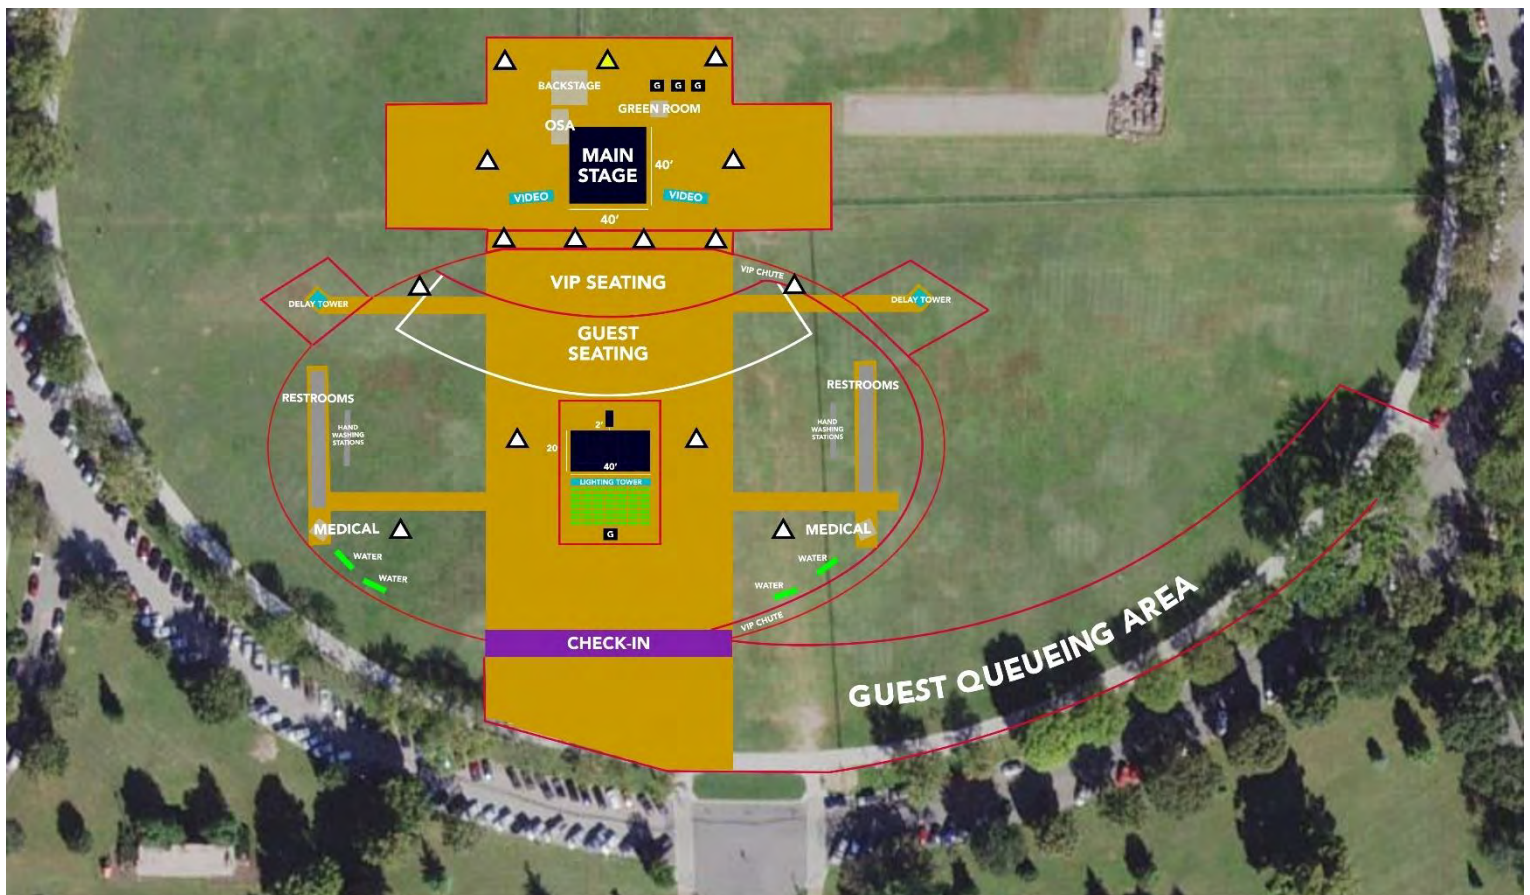 BACKSTAGE
G G G
GREEN ROOM
OSA
MAIN
STAGE
40'
VIDEO
VIDEO
40'
VIP SEATING
VIP CHUTE
DELAY TOWER
DELAY TOWER
GUEST
SEATING
RESTROOMS
RESTROOMS
HAND
WASHING
STATIONS
HAND
WASHING
STATIONS
2'
20
40'
LIGHTING TOWER
G
MEDICAL
MEDICAL
WATER
WATER
WATER
WATER
VIP CHUTE
CHECK-IN
GUEST QUEUEING AREA